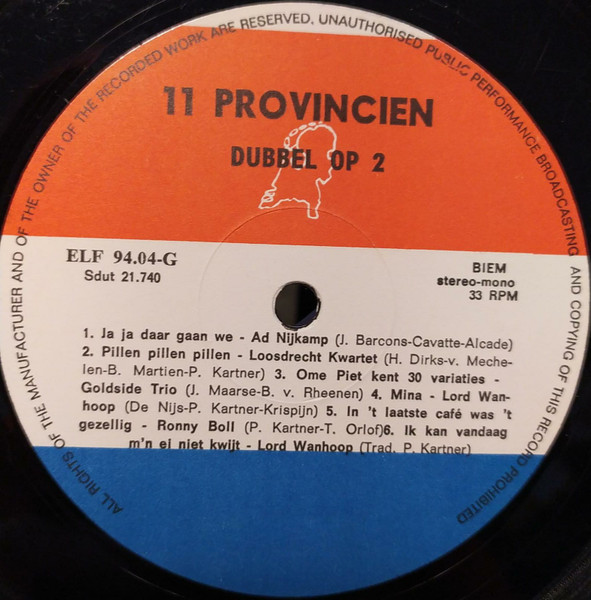 ALL RIGHTS OF THE MANUFACTURER AND OF THE OWNER OF THE RECORDED WORK ARE RESERVED, UNAUTHORISED PUBLIC PERFORMANCE BROADCASTING AND COPYING OF THIS RECORD PROHIBITED
11 PROVINCIEN
DUBBEL OP 2
ELF 94.04-G
Sdut 21.740
BIEM
stereo-mono
33 RPM
1. Ja ja daar gaan we - Ad Nijkamp (J. Barcons-Cavatte-Alcade)
2. Pillen pillen pillen - Loosdrecht Kwartet (H. Dirks-v. Meche-
len-B. Martien-P. Kartner) 3. Ome Piet kent 30 variaties -
Goldside Trio (J. Maarse-B. v. Rheenen) 4. Mina - Lord Wan-
hoop (De Nijs-P. Kartner-Krispijn) 5. In 't laatste café was 't
gezellig - Ronny Boll (P. Kartner-T. Orlof)6. Ik kan vandaag
m'n ei niet kwijt - Lord Wanhoop (Trad. P. Kartner)